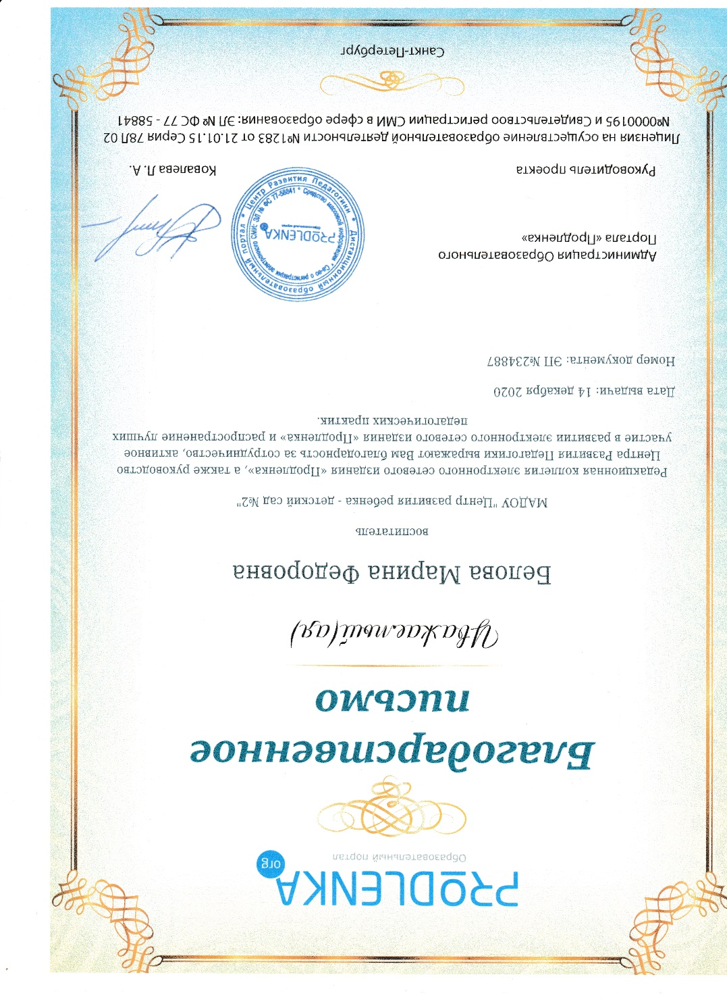 PRODLENKA org
Образовательный портал
Благодарственное
письмо
Уважаемый(ая)
Белова Марина Федоровна
воспитатель
МАДОУ "Центр развития ребенка - детский сад №2"
Редакционная коллегия электронного сетевого издания «Продленка», а также руководство
Центра Развития Педагогики выражают Вам благодарность за сотрудничество, активное
участие в развитии электронного сетевого издания «Продленка» и распространение лучших
педагогических практик.
Дата выдачи: 14 декабря 2020
Номер документа: ЭП №234887
Администрация Образовательного
Портала «Продленка»
Дистанционный образовательный портал * Центр Развития Педагогики *
Св-во о регистрации электронного СМИ: ЭЛ № ФС 77-58841 * Средство массовой информации *
PRODLENKA
Руководитель проекта
Ковалева Л. А.
Лицензия на осуществление образовательной деятельности №1283 от 21.01.15 Серия 78Л 02
№0000195 и Свидетельствоо регистрации СМИ в сфере образования: ЭЛ № ФС 77 - 58841
Санкт-Петербург